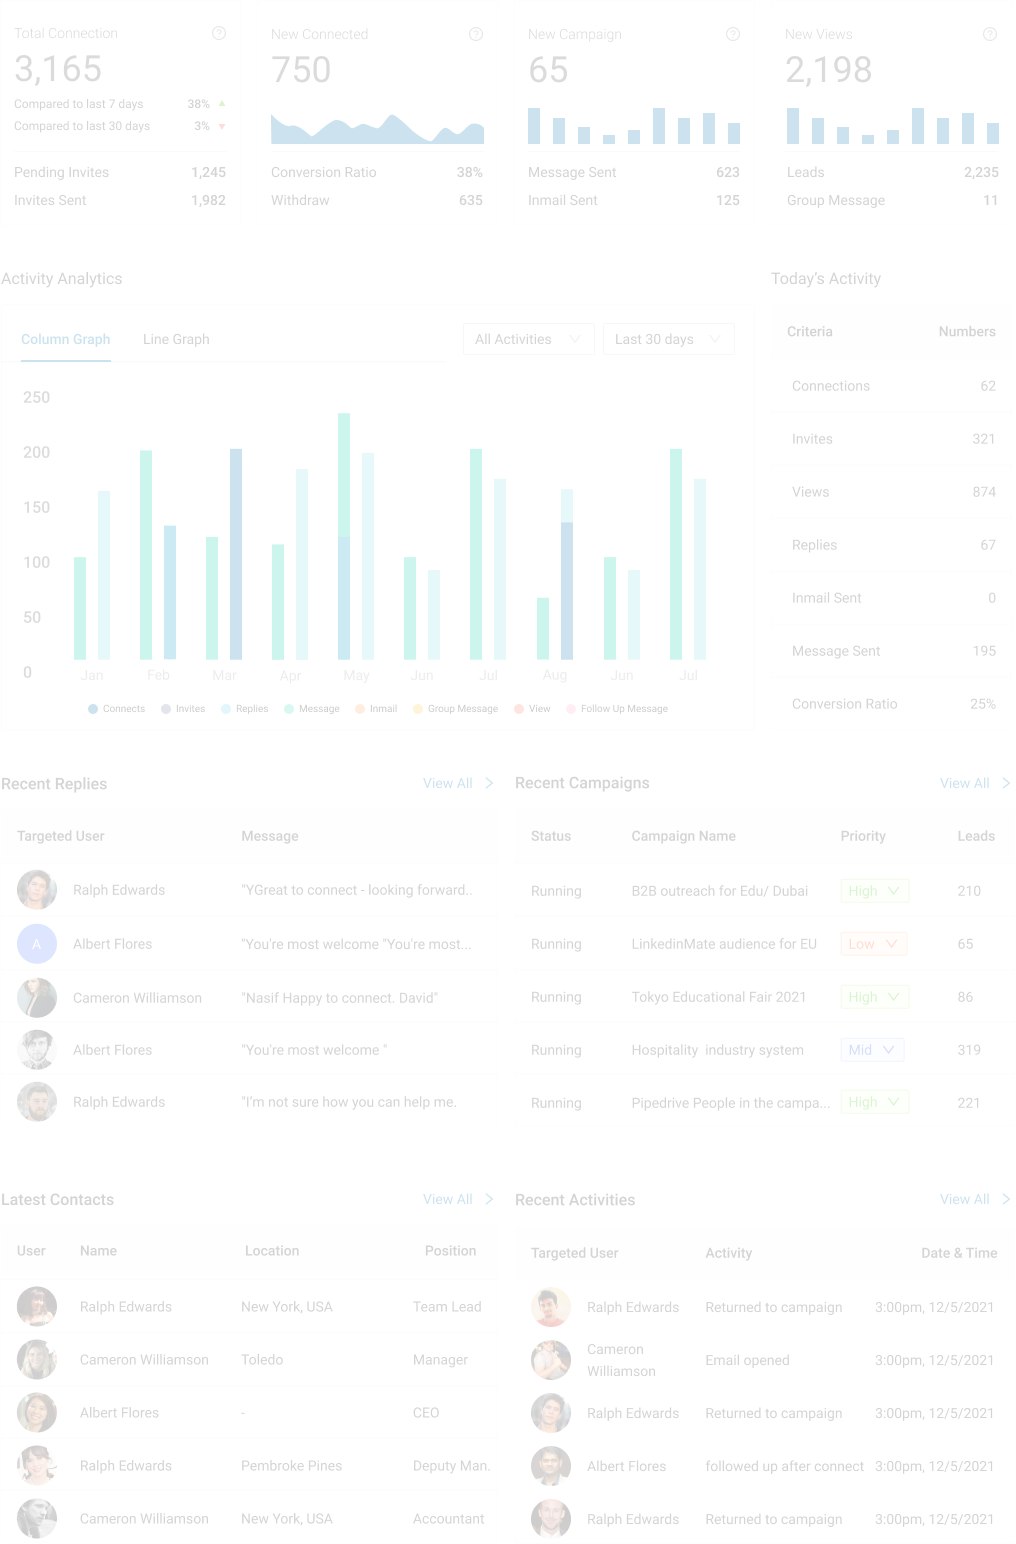 Total Connection
3,165
Compared to last 7 days 38%
Compared to last 30 days 3%
Pending Invites 1,245
Invites Sent 1,982
New Connected
750
Conversion Ratio 38%
Withdraw 635
New Campaign
65
Message Sent 623
Inmail Sent 125
New Views
2,198
Leads 2,235
Group Message 11
Activity Analytics
Column Graph Line Graph All Activities Last 30 days
250
200
150
100
50
0
Jan Feb Mar Apr May Jun Jul Aug Jun Jul
Connects Invites Replies Message Inmail Group Message View Follow Up Message
Today's Activity
Criteria Numbers
Connections 62
Invites 321
Views 874
Replies 67
Inmail Sent 0
Message Sent 195
Conversion Ratio 25%
Recent Replies View All
Targeted User Message
Ralph Edwards "YGreat to connect - looking forward..
A Albert Flores "You're most welcome "You're most...
Cameron Williamson "Nasif Happy to connect. David"
Albert Flores "You're most welcome "
Ralph Edwards "I'm not sure how you can help me.
Recent Campaigns View All
Status Campaign Name Priority Leads
Running B2B outreach for Edu/ Dubai High 210
Running LinkedinMate audience for EU Low 65
Running Tokyo Educational Fair 2021 High 86
Running Hospitality industry system Mid 319
Running Pipedrive People in the campa... High 221
Latest Contacts View All
User Name Location Position
Ralph Edwards New York, USA Team Lead
Cameron Williamson Toledo Manager
Albert Flores - CEO
Ralph Edwards Pembroke Pines Deputy Man.
Cameron Williamson New York, USA Accountant
Recent Activities View All
Targeted User Activity Date & Time
Ralph Edwards Returned to campaign 3:00pm, 12/5/2021
Cameron
Williamson Email opened 3:00pm, 12/5/2021
Ralph Edwards Returned to campaign 3:00pm, 12/5/2021
Albert Flores followed up after connect 3:00pm, 12/5/2021
Ralph Edwards Returned to campaign 3:00pm, 12/5/2021